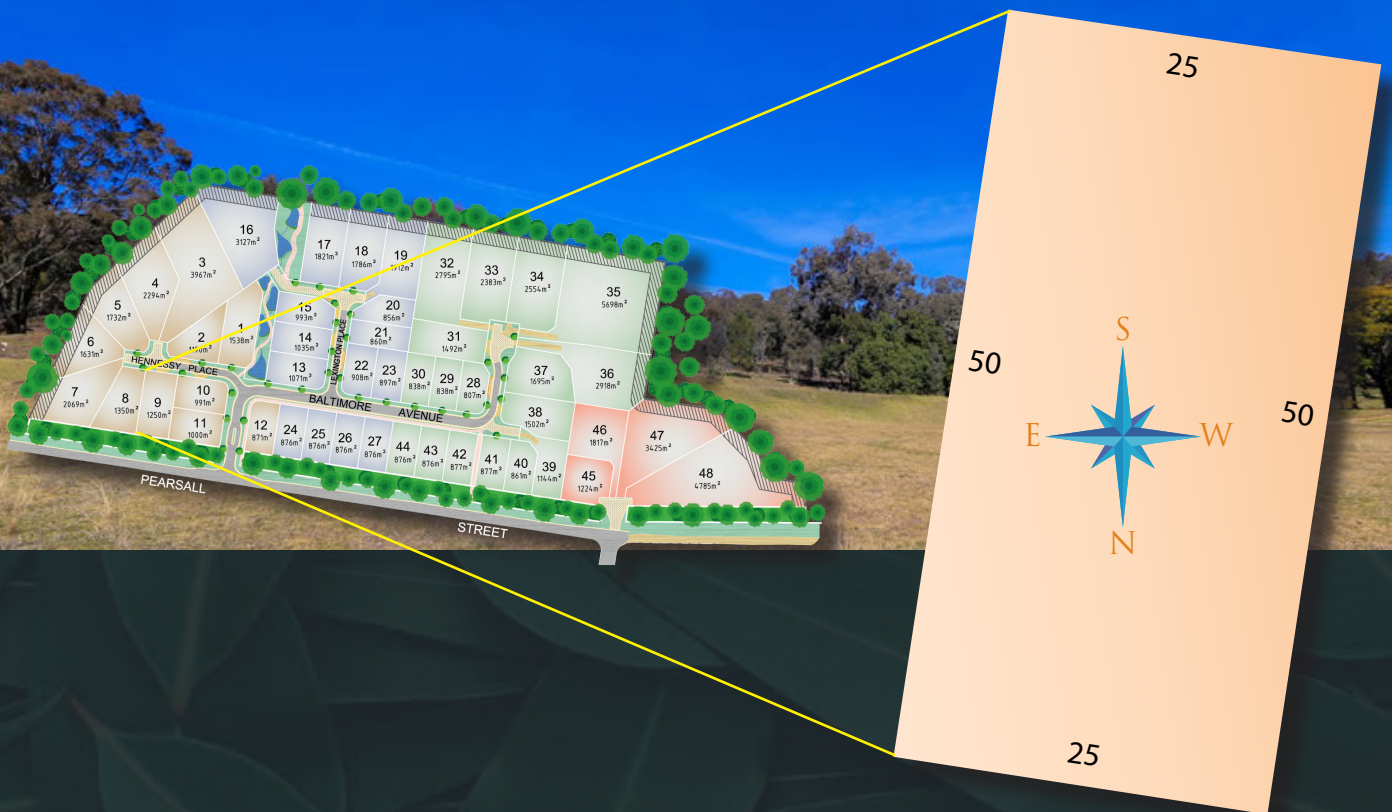 16
3127m²
17
1821m²
18
1786m²
19
32
2795m²
33
2383m²
34
2554m²
35
5698m²
3
3967m²
4
2294m²
5
1732m²
6
1631m²
2
1
1538m²
15
993m²
14
1035m²
13
1071m²
20
856m²
21
860m²
22
908m²
23
897m²
30
838m²
29
838m²
28
807m²
31
1492m²
37
1695m²
36
2918m²
38
1502m²
7
2069m²
8
1350m²
9
1250m²
10
991m²
11
1000m²
12
871m²
24
876m²
25
876m²
26
876m²
27
876m²
44
876m²
43
876m²
42
877m²
41
877m²
40
861m²
39
1144m²
46
1817m²
45
1224m²
47
3425m²
48
4785m²
HENNESSY PLACE
LEXINGTON PLACE
BALTIMORE AVENUE
PEARSALL STREET
25
50
50
25
S
E
W
N